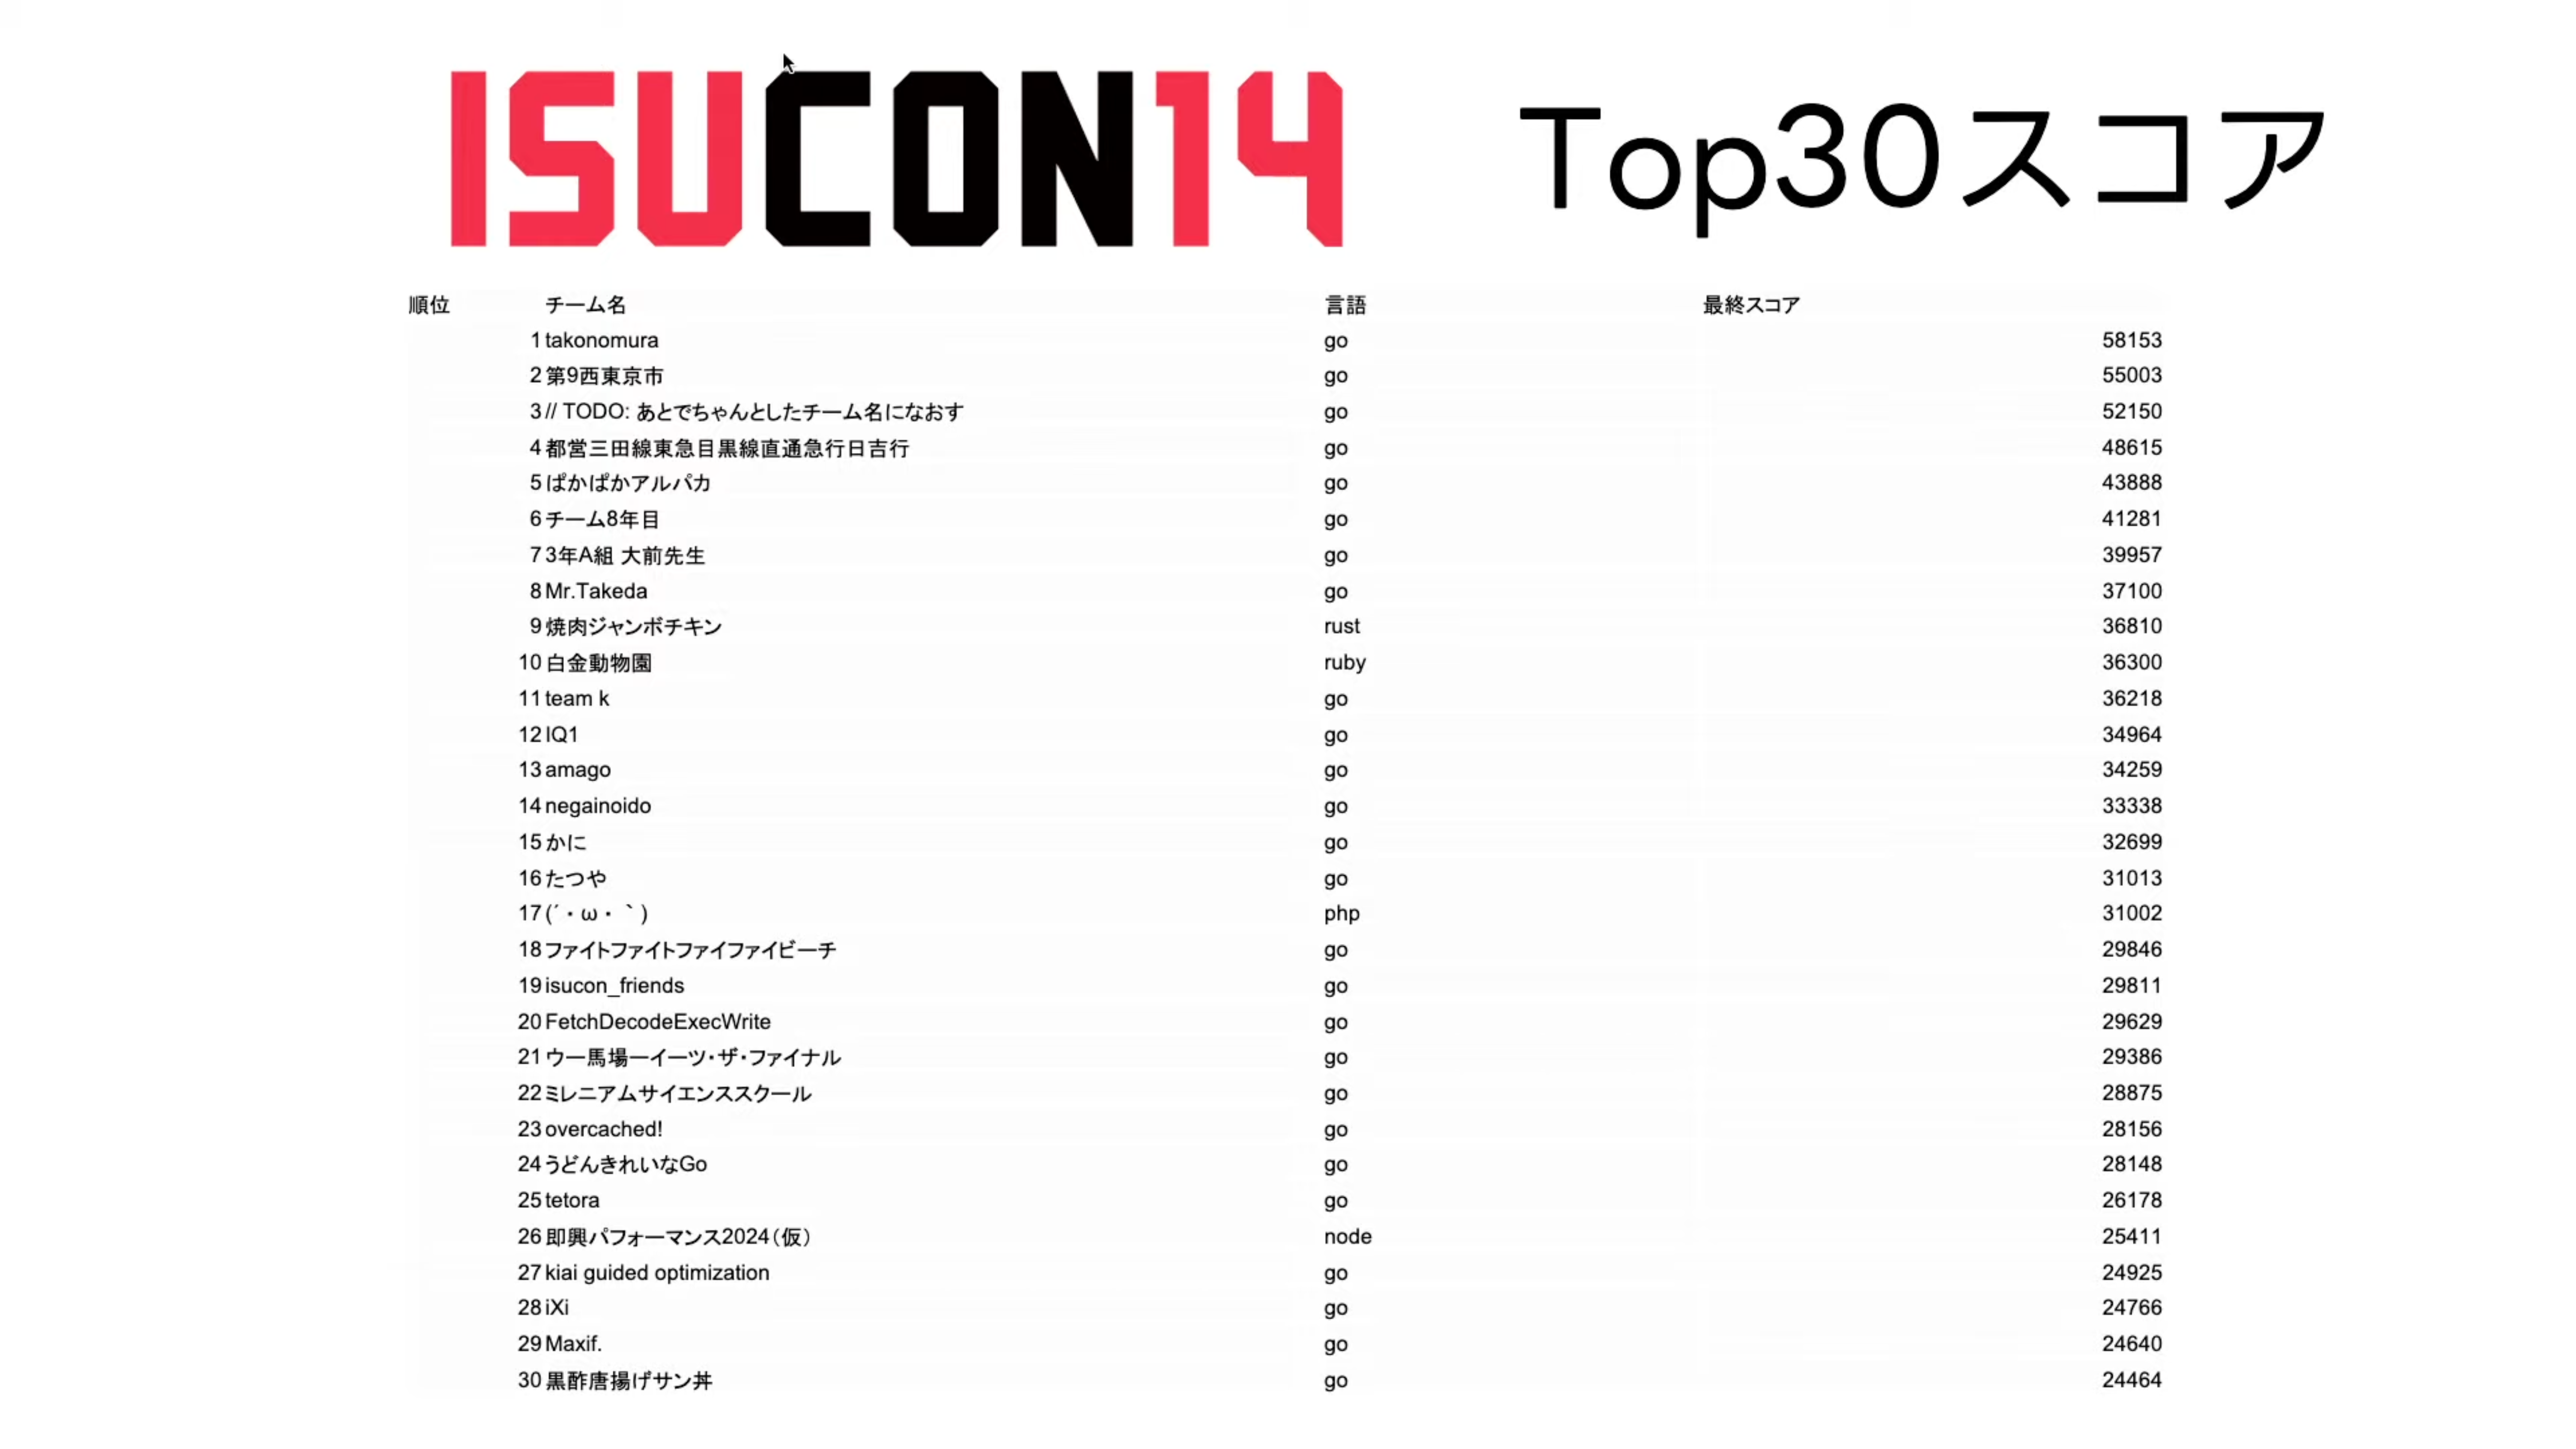 ISUCON14 Top30スコア
順位 チーム名 言語 最終スコア
1 takonomura go 58153
2 第9西東京市 go 55003
3 // TODO: あとでちゃんとしたチーム名になおす go 52150
4 都営三田線東急目黒線直通急行日吉行 go 48615
5 ぱかぱかアルパカ go 43888
6 チーム8年目 go 41281
7 3年A組 大前先生 go 39957
8 Mr.Takeda go 37100
9 焼肉ジャンボチキン rust 36810
10 白金動物園 ruby 36300
11 team k go 36218
12 IQ1 go 34964
13 amago go 34259
14 negainoido go 33338
15 かに go 32699
16 たつや go 31013
17 (´・ω・｀) php 31002
18 ファイトファイトファイファイビーチ go 29846
19 isucon_friends go 29811
20 FetchDecodeExecWrite go 29629
21 ウー馬場ーイーツ・ザ・ファイナル go 29386
22 ミレニアムサイエンススクール go 28875
23 overcached! go 28156
24 うどんきれいなGo go 28148
25 tetora go 26178
26 即興パフォーマンス2024（仮） node 25411
27 kiai guided optimization go 24925
28 iXi go 24766
29 Maxif. go 24640
30 黒酢唐揚げサン丼 go 24464